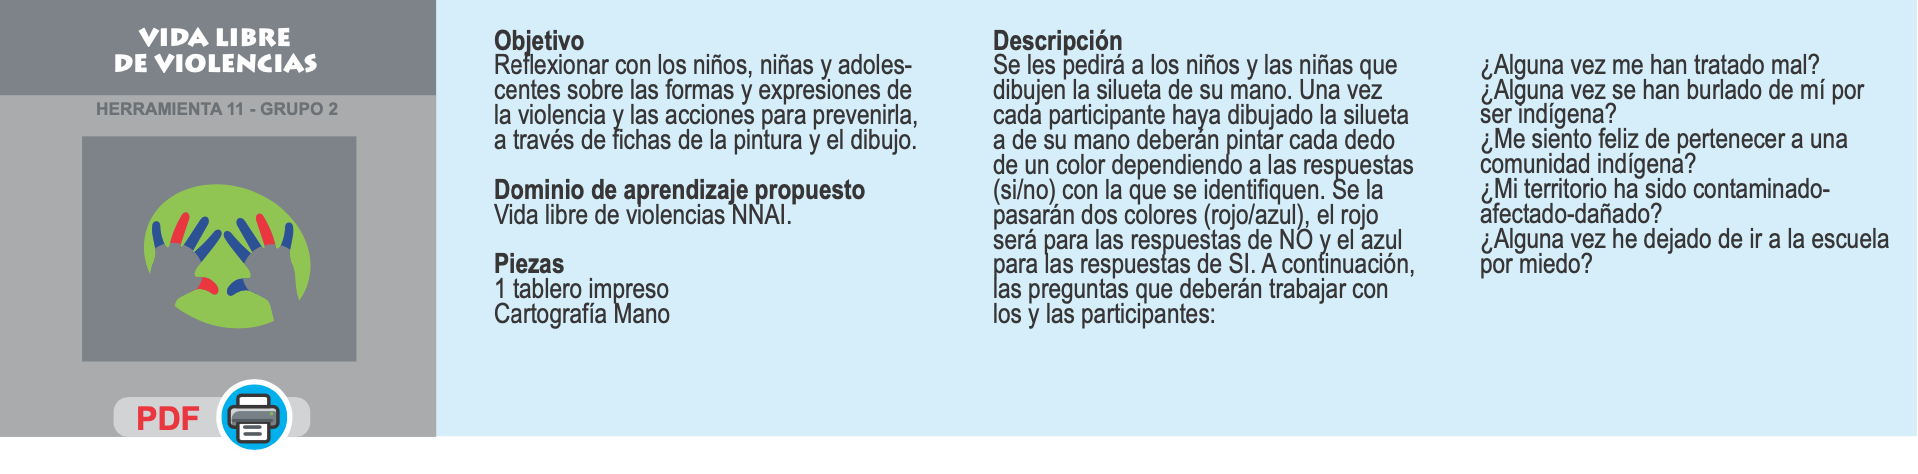 VIDA LIBRE
DE VIOLENCIAS
HERRAMIENTA 11 - GRUPO 2
PDF
Objetivo
Reflexionar con los niños, niñas y adoles-
centes sobre las formas y expresiones de
la violencia y las acciones para prevenirla,
a través de fichas de la pintura y el dibujo.
Dominio de aprendizaje propuesto
Vida libre de violencias NNAI.
Piezas
1 tablero impreso
Cartografía Mano
Descripción
Se les pedirá a los niños y las niñas que
dibujen la silueta de su mano. Una vez
cada participante haya dibujado la silueta
a de su mano deberán pintar cada dedo
de un color dependiendo a las respuestas
(si/no) con la que se identifiquen. Se la
pasarán dos colores (rojo/azul), el rojo
será para las respuestas de NO y el azul
para las respuestas de SI. A continuación,
las preguntas que deberán trabajar con
los y las participantes:
¿Alguna vez me han tratado mal?
¿Alguna vez se han burlado de mí por
ser indígena?
¿Me siento feliz de pertenecer a una
comunidad indígena?
¿Mi territorio ha sido contaminado-
afectado-dañado?
¿Alguna vez he dejado de ir a la escuela
por miedo?